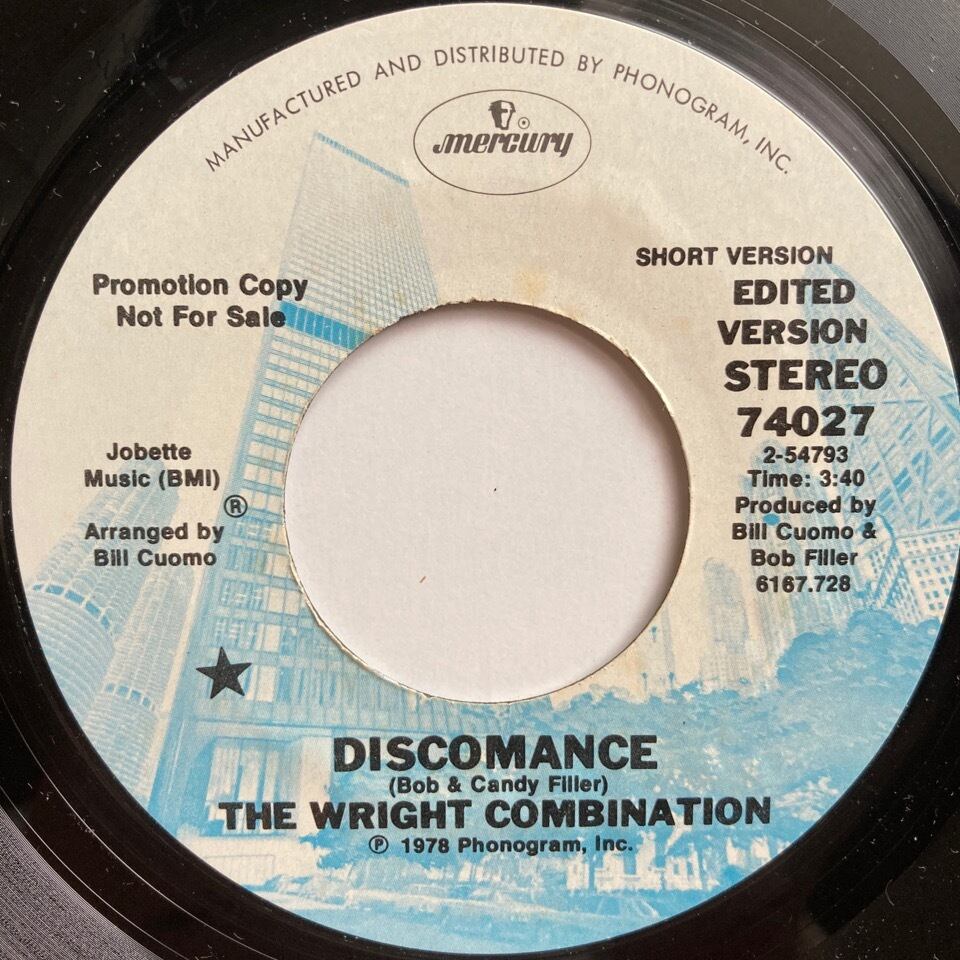 MANUFACTURED AND DISTRIBUTED BY PHONOGRAM, INC.
mercury
Promotion Copy
Not For Sale
SHORT VERSION
EDITED
VERSION
STEREO
74027
2-54793
Time: 3:40
Produced by
Bill Cuomo &
Bob Filler
6167.728
Jobette
Music (BMI)
®
Arranged by
Bill Cuomo
DISCOMANCE
(Bob & Candy Filler)
THE WRIGHT COMBINATION
℗ 1978 Phonogram, Inc.